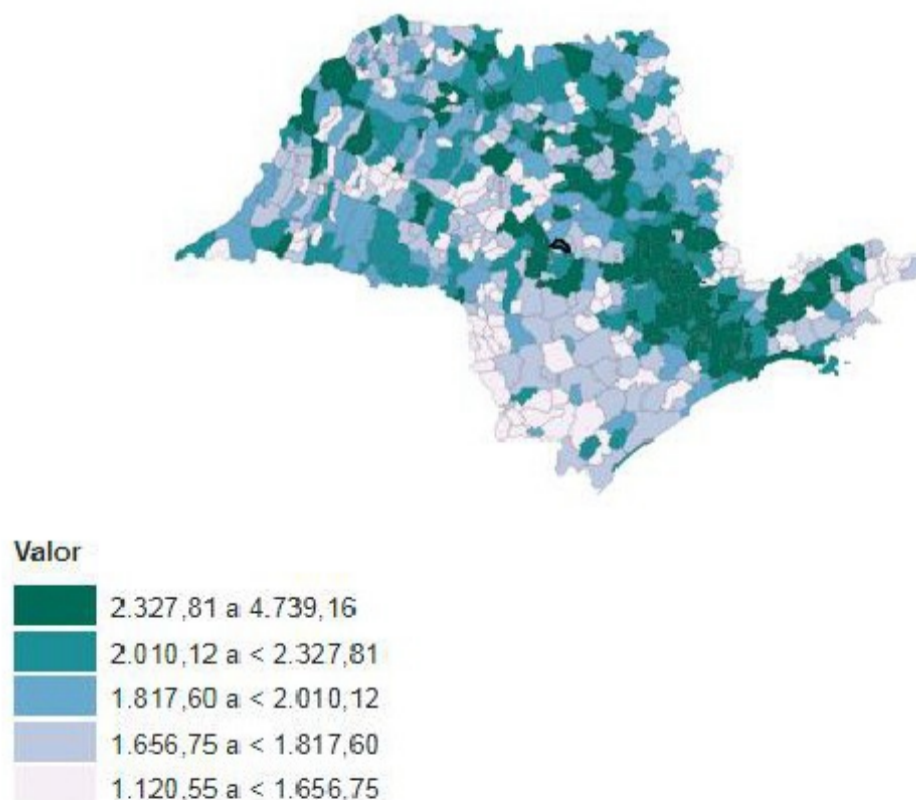 Valor
2.327,81 a 4.739,16
2.010,12 a < 2.327,81
1.817,60 a < 2.010,12
1.656,75 a < 1.817,60
1.120,55 a < 1.656,75